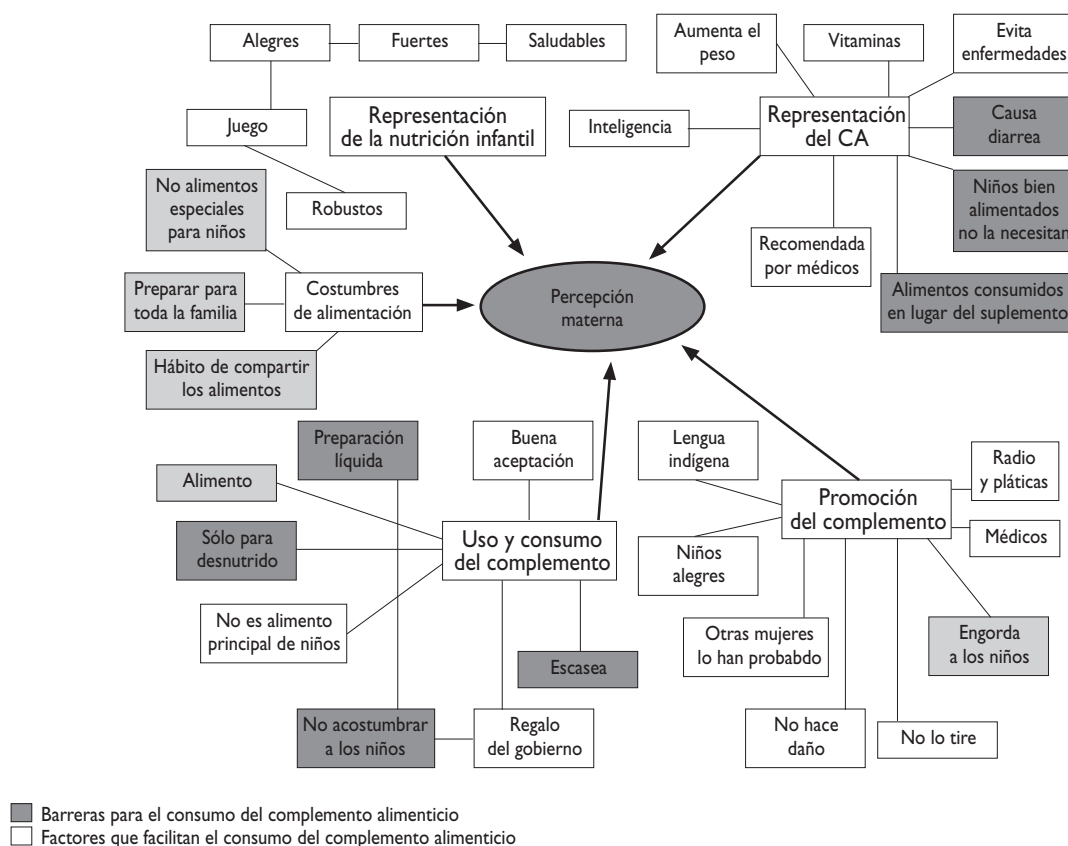 Alegres
Fuertes
Saludables
Aumenta el
peso
Vitaminas
Evita
enfermedades
Juego
Representación
de la nutrición infantil
Inteligencia
Representación
del CA
Causa
diarrea
No alimentos
especiales
para niños
Robustos
Recomendada
por médicos
Niños bien
alimentados
no la necesitan
Preparar para
toda la familia
Costumbres
de alimentación
Percepción
materna
Alimentos consumidos
en lugar del suplemento
Hábito de compartir
los alimentos
Preparación
líquida
Buena
aceptación
Lengua
indígena
Radio
y pláticas
Alimento
Promoción
del complemento
Sólo para
desnutrido
Uso y consumo
del complemento
Niños
alegres
Médicos
No es alimento
principal de niños
Escasea
Otras mujeres
lo han probabdo
Engorda
a los niños
No acostumbrar
a los niños
Regalo
del gobierno
No hace
daño
No lo tire
Barreras para el consumo del complemento alimenticio
Factores que facilitan el consumo del complemento alimenticio